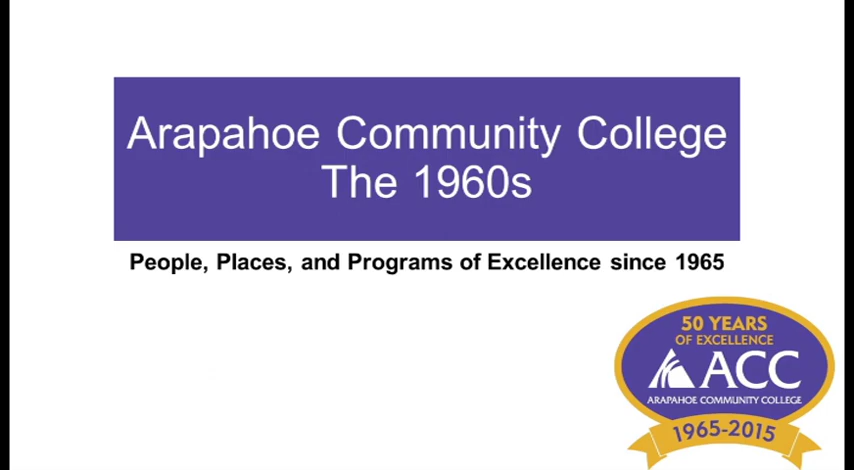 Arapahoe Community College
The 1960s
People, Places, and Programs of Excellence since 1965
50 YEARS
OF EXCELLENCE
ACC
ARAPAHOE COMMUNITY COLLEGE
1965-2015